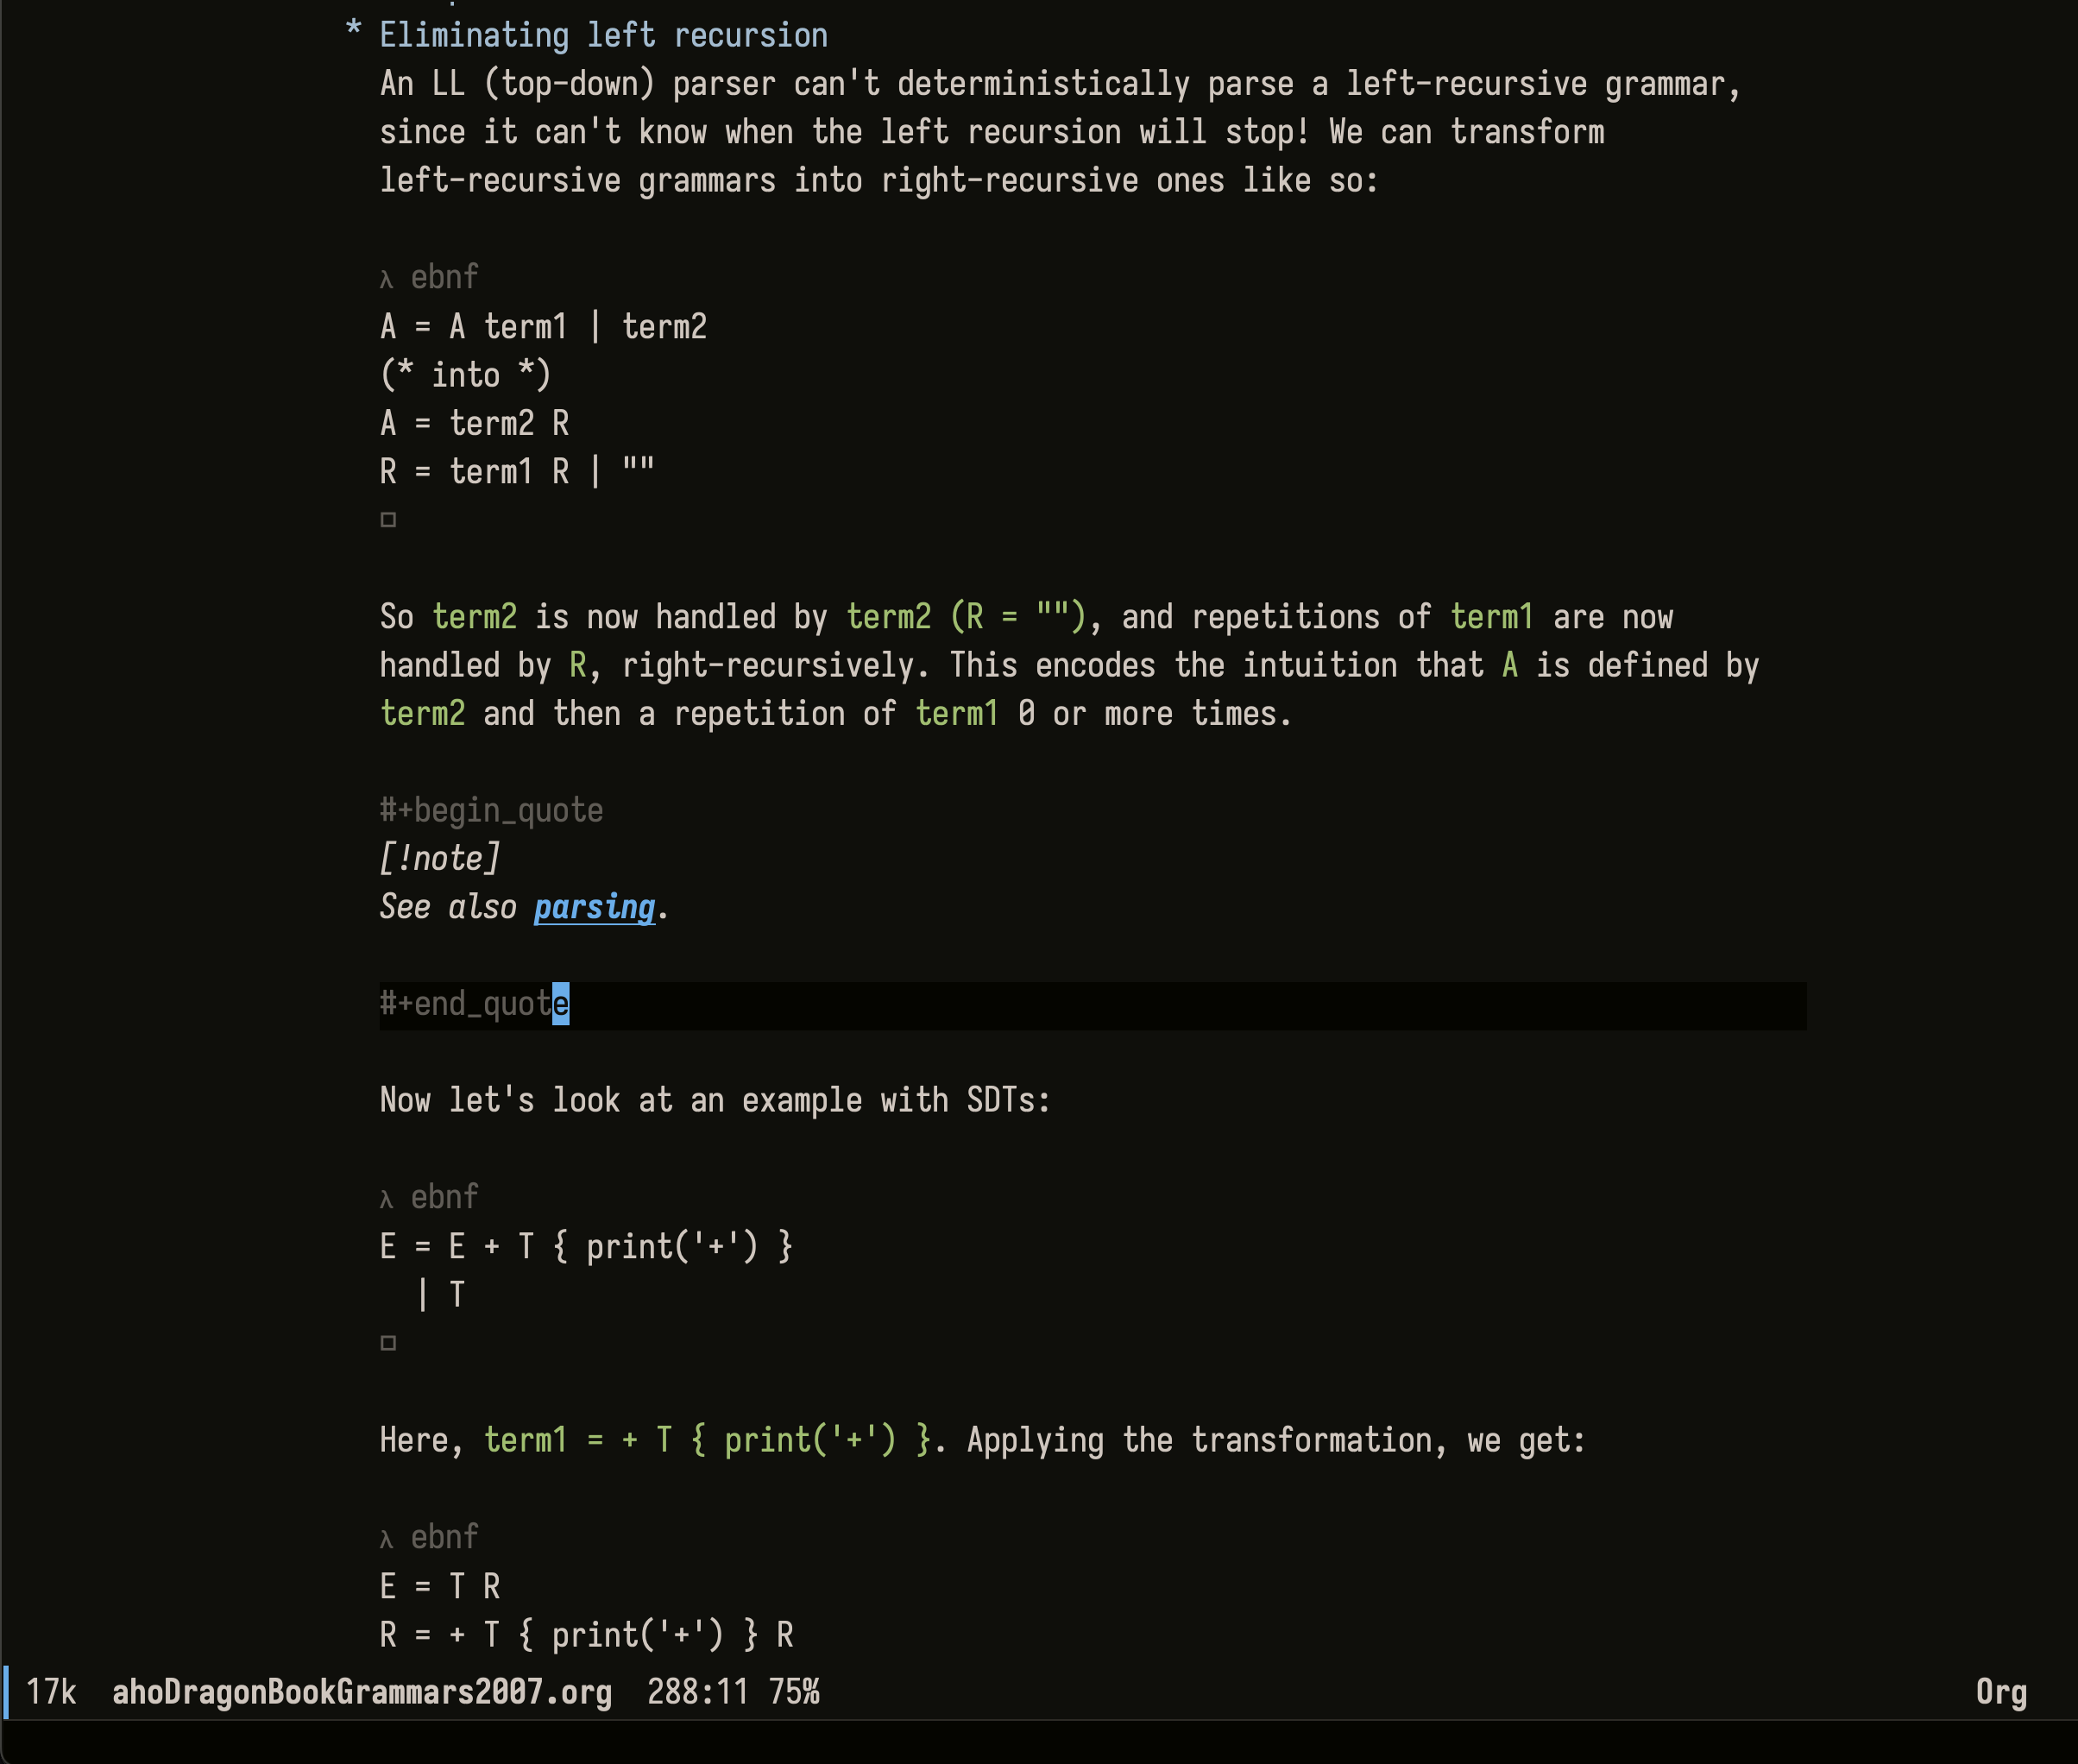 * Eliminating left recursion
An LL (top-down) parser can't deterministically parse a left-recursive grammar,
since it can't know when the left recursion will stop! We can transform
left-recursive grammars into right-recursive ones like so:
λ ebnf
A = A term1 | term2
(* into *)
A = term2 R
R = term1 R | ""
□
So term2 is now handled by term2 (R = ""), and repetitions of term1 are now
handled by R, right-recursively. This encodes the intuition that A is defined by
term2 and then a repetition of term1 0 or more times.
#+begin_quote
[!note]
See also parsing.
#+end_quote
Now let's look at an example with SDTs:
λ ebnf
E = E + T { print('+') }
  | T
□
Here, term1 = + T { print('+') }. Applying the transformation, we get:
λ ebnf
E = T R
R = + T { print('+') } R
17k  ahoDragonBookGrammars2007.org  288:11 75%  Org